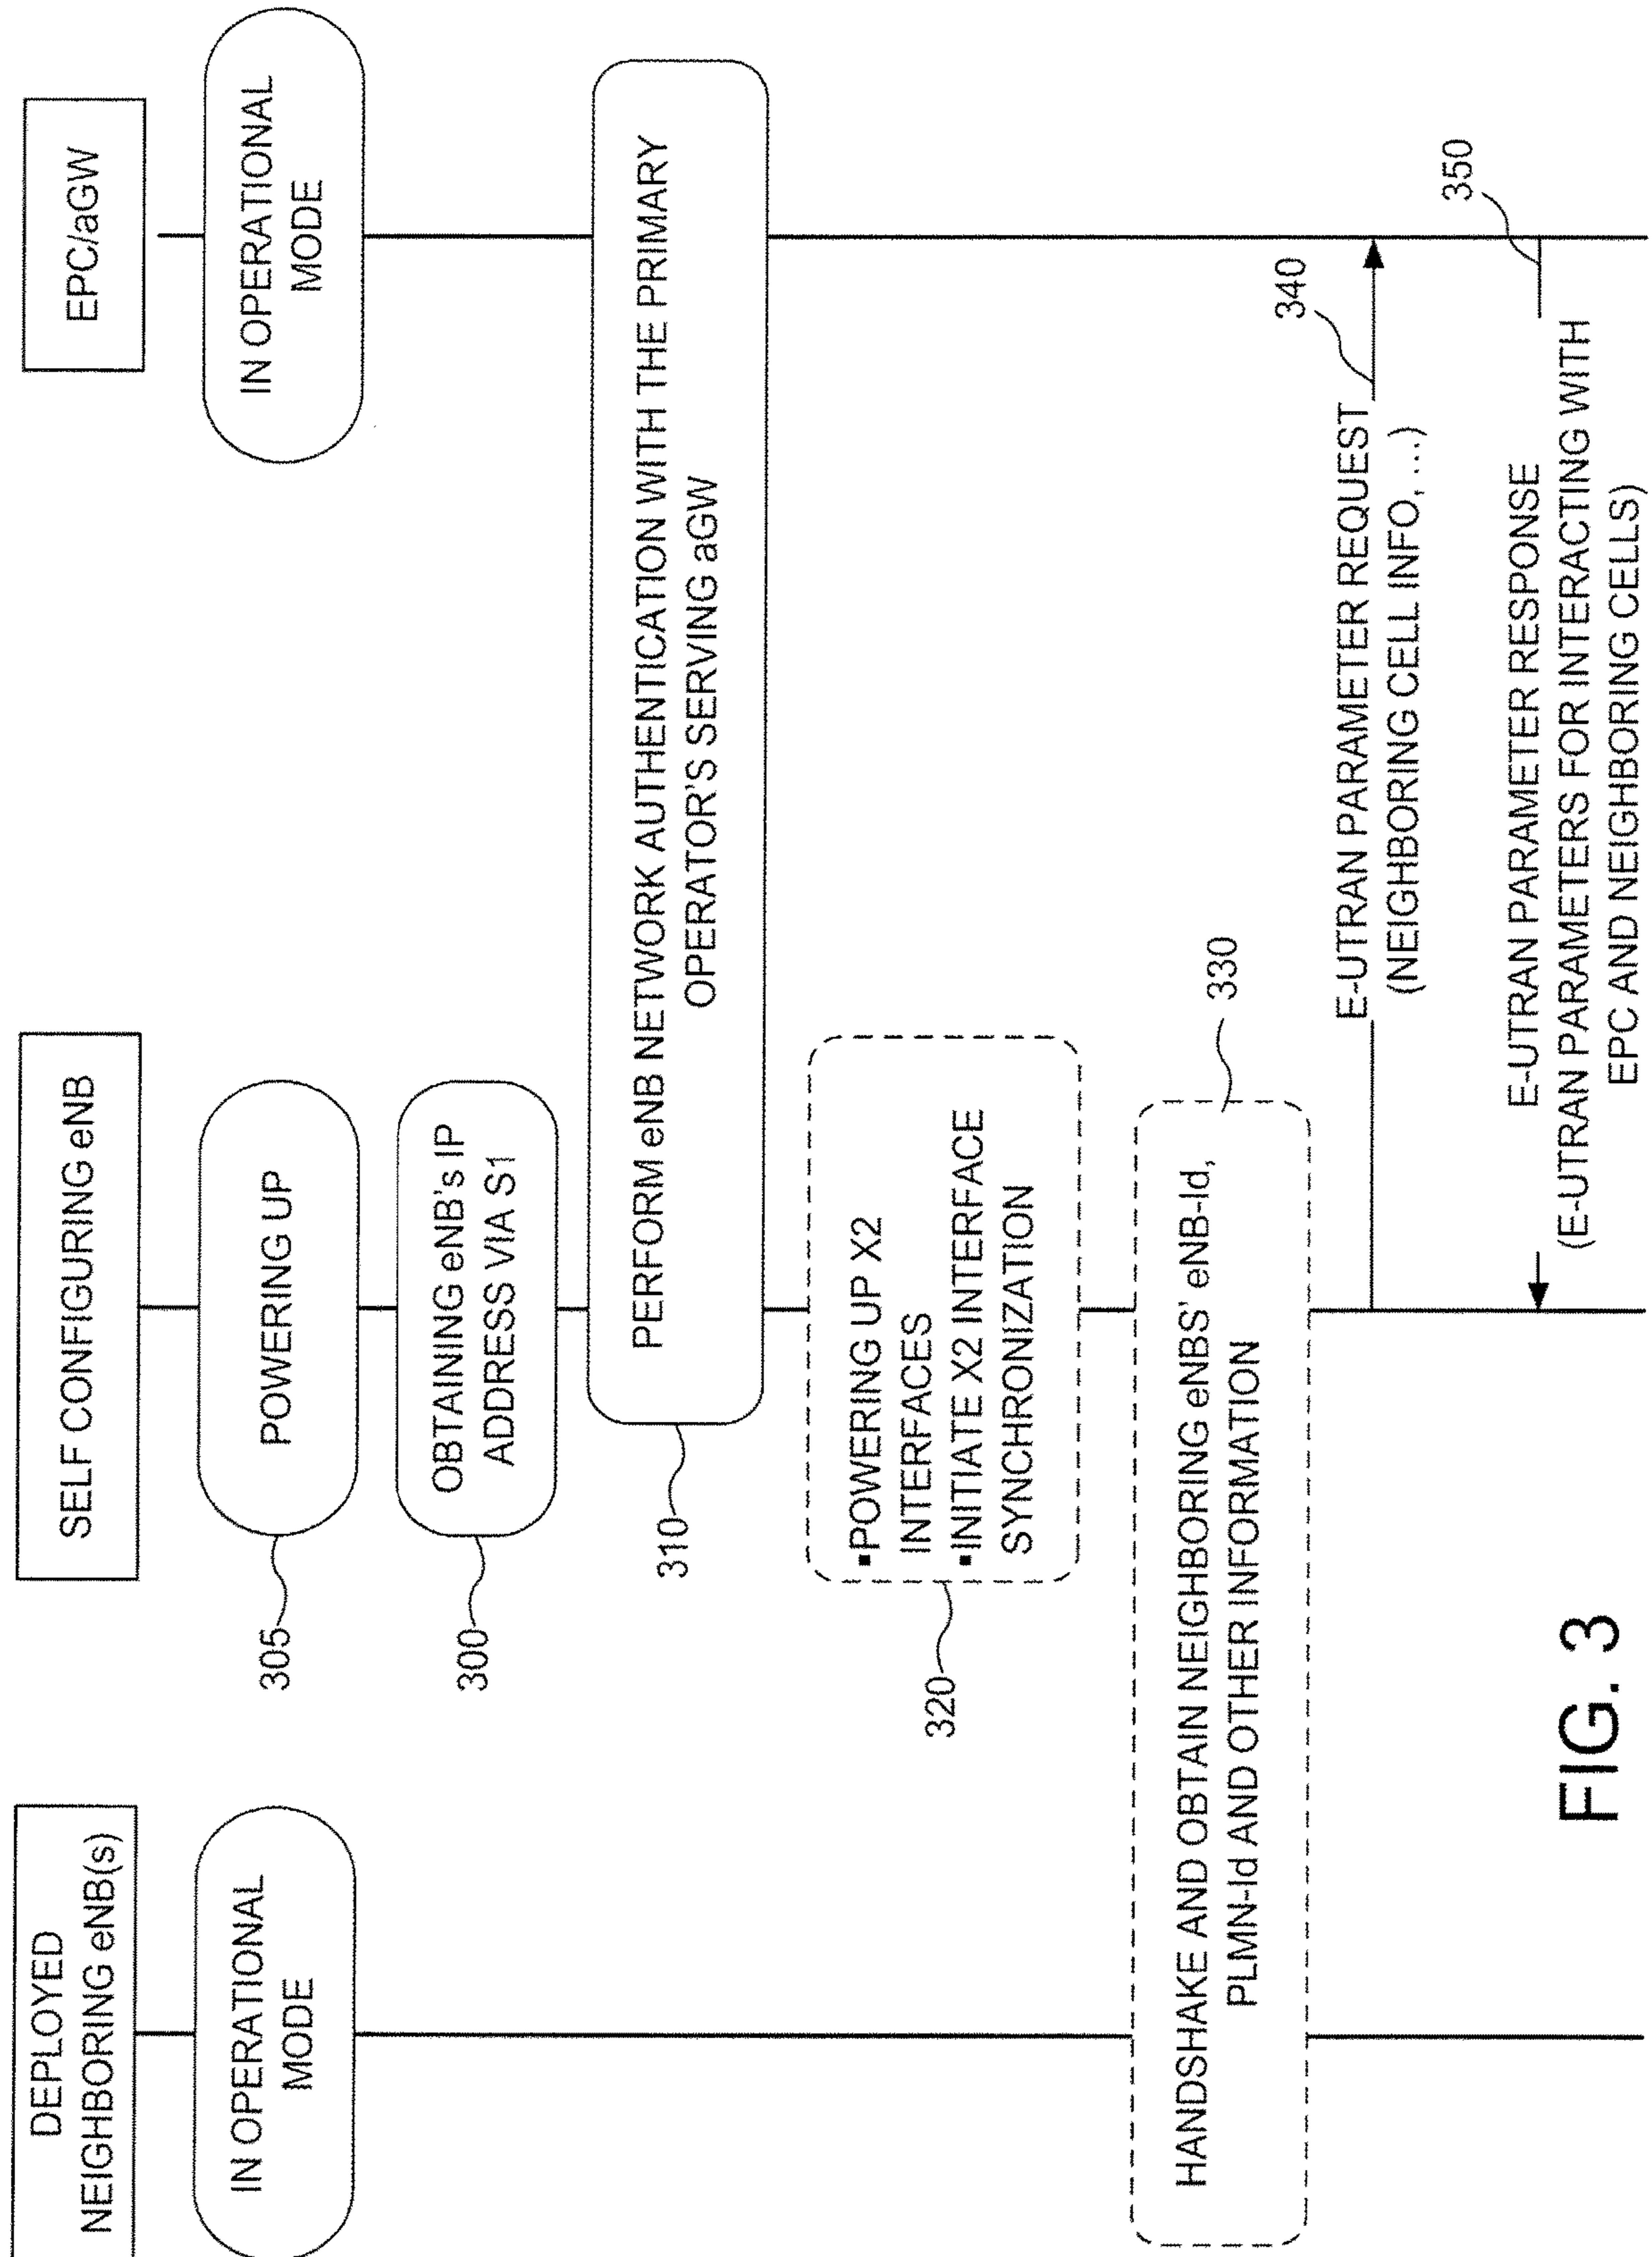 DEPLOYED
NEIGHBORING eNB(s)
SELF CONFIGURING eNB
EPC/aGW
IN OPERATIONAL
MODE
305
POWERING UP
IN OPERATIONAL
MODE
300
OBTAINING eNB's IP
ADDRESS VIA S1
310
PERFORM eNB NETWORK AUTHENTICATION WITH THE PRIMARY
OPERATOR'S SERVING aGW
320
▪POWERING UP X2
INTERFACES
▪INITIATE X2 INTERFACE
SYNCHRONIZATION
HANDSHAKE AND OBTAIN NEIGHBORING eNBS' eNB-Id,
PLMN-Id AND OTHER INFORMATION
330
E-UTRAN PARAMETER REQUEST
(NEIGHBORING CELL INFO, ...)
340
E-UTRAN PARAMETER RESPONSE
(E-UTRAN PARAMETERS FOR INTERACTING WITH
EPC AND NEIGHBORING CELLS)
350
FIG. 3